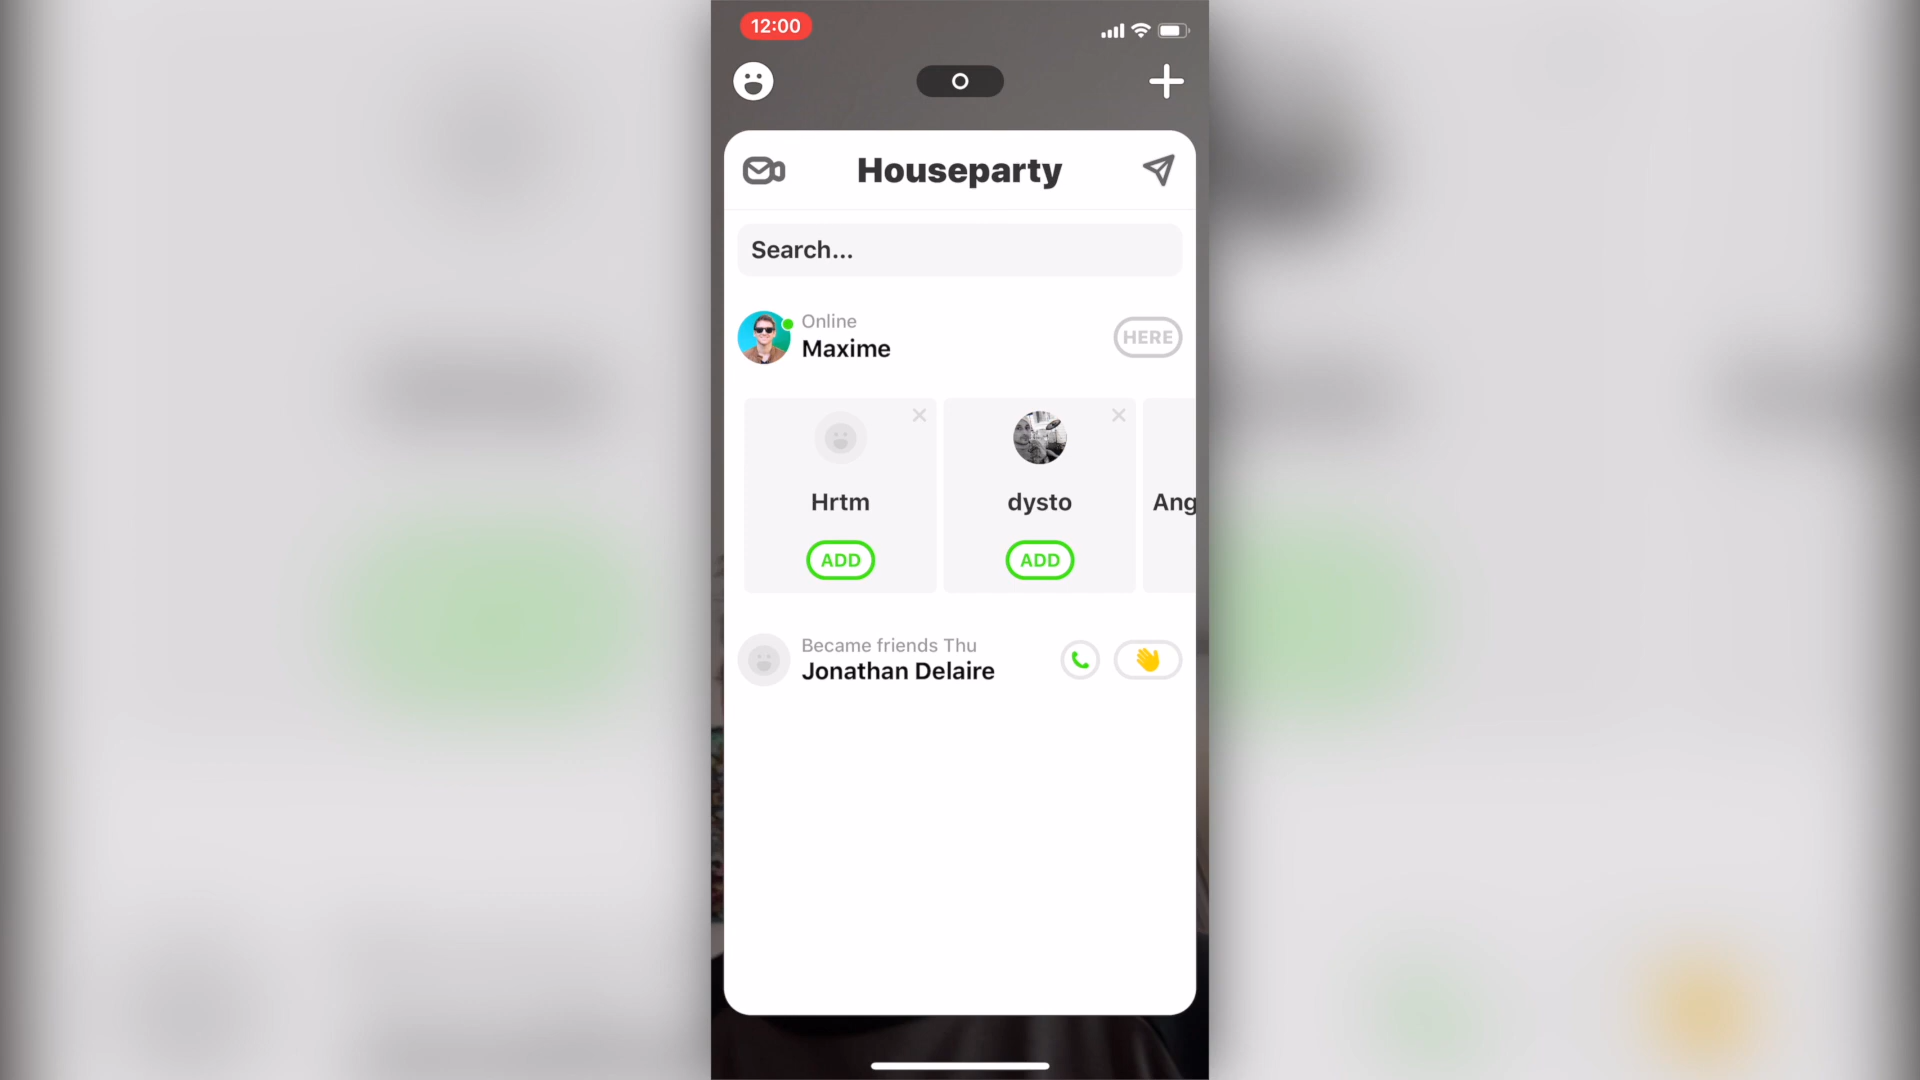 12:00
Houseparty
Search...
Online
Maxime
HERE
Hrtm
dysto
Ang
ADD
ADD
Became friends Thu
Jonathan Delaire